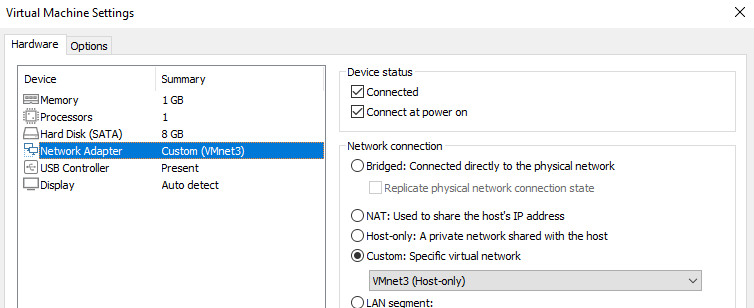 Virtual Machine Settings
Hardware
Options
Device Summary
Memory 1 GB
Processors 1
Hard Disk (SATA) 8 GB
Network Adapter Custom (VMnet3)
USB Controller Present
Display Auto detect
Device status
Connected
Connect at power on
Network connection
Bridged: Connected directly to the physical network
Replicate physical network connection state
NAT: Used to share the host's IP address
Host-only: A private network shared with the host
Custom: Specific virtual network
VMnet3 (Host-only)
LAN segment: